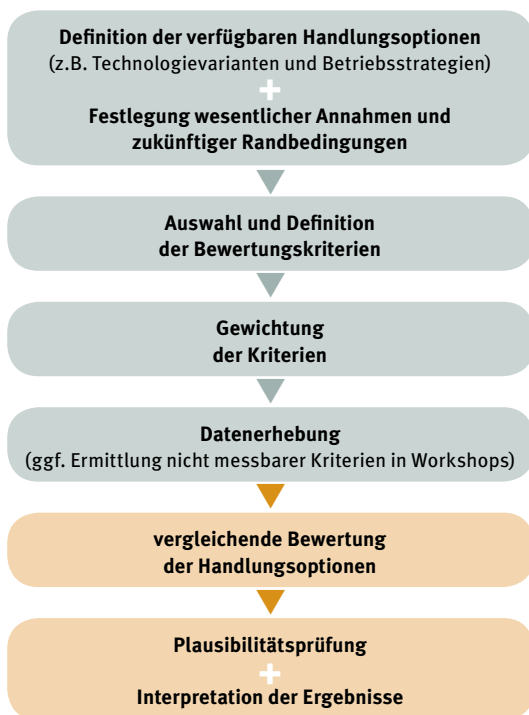 Definition der verfügbaren Handlungsoptionen
(z.B. Technologievarianten und Betriebsstrategien)
+
Festlegung wesentlicher Annahmen und
zukünftiger Randbedingungen
Auswahl und Definition
der Bewertungskriterien
Gewichtung
der Kriterien
Datenerhebung
(ggf. Ermittlung nicht messbarer Kriterien in Workshops)
vergleichende Bewertung
der Handlungsoptionen
Plausibilitätsprüfung
+
Interpretation der Ergebnisse